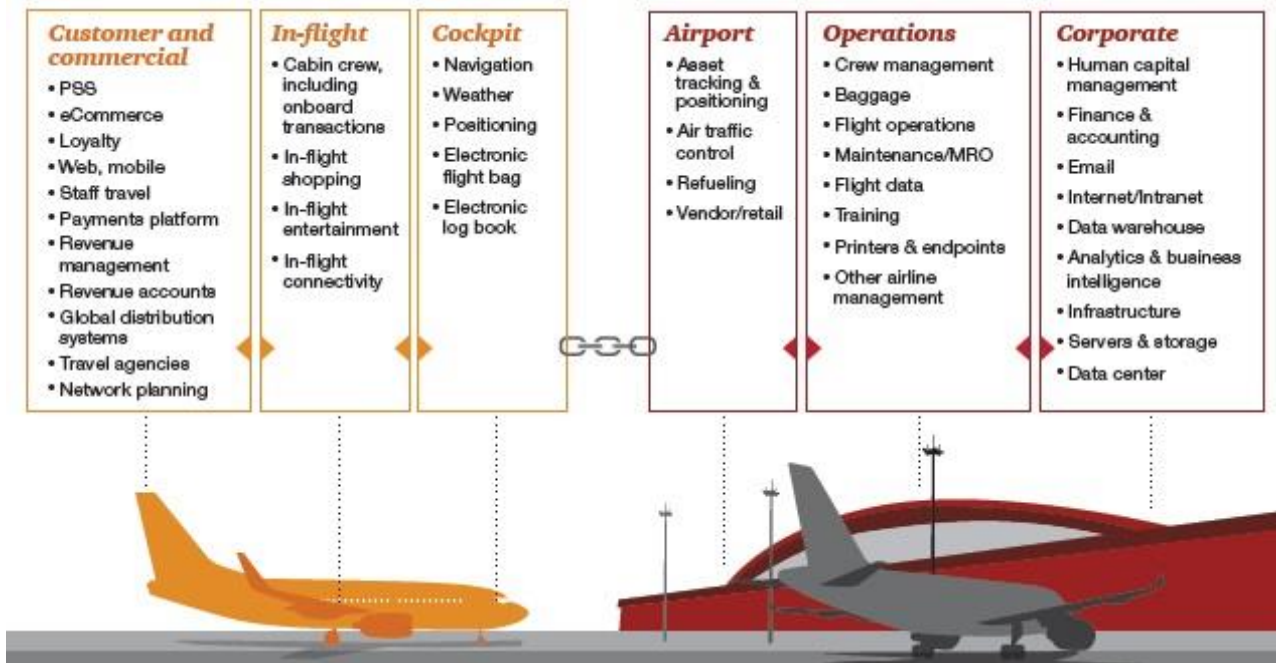 Customer and
commercial
• PSS
• eCommerce
• Loyalty
• Web, mobile
• Staff travel
• Payments platform
• Revenue
management
• Revenue accounts
• Global distribution
systems
• Travel agencies
• Network planning
In-flight
• Cabin crew,
including
onboard
transactions
• In-flight
shopping
• In-flight
entertainment
• In-flight
connectivity
Cockpit
• Navigation
• Weather
• Positioning
• Electronic
flight bag
• Electronic
log book
Airport
• Asset
tracking &
positioning
• Air traffic
control
• Refueling
• Vendor/retail
Operations
• Crew management
• Baggage
• Flight operations
• Maintenance/MRO
• Flight data
• Training
• Printers & endpoints
• Other airline
management
Corporate
• Human capital
management
• Finance &
accounting
• Email
• Internet/Intranet
• Data warehouse
• Analytics & business
intelligence
• Infrastructure
• Servers & storage
• Data center